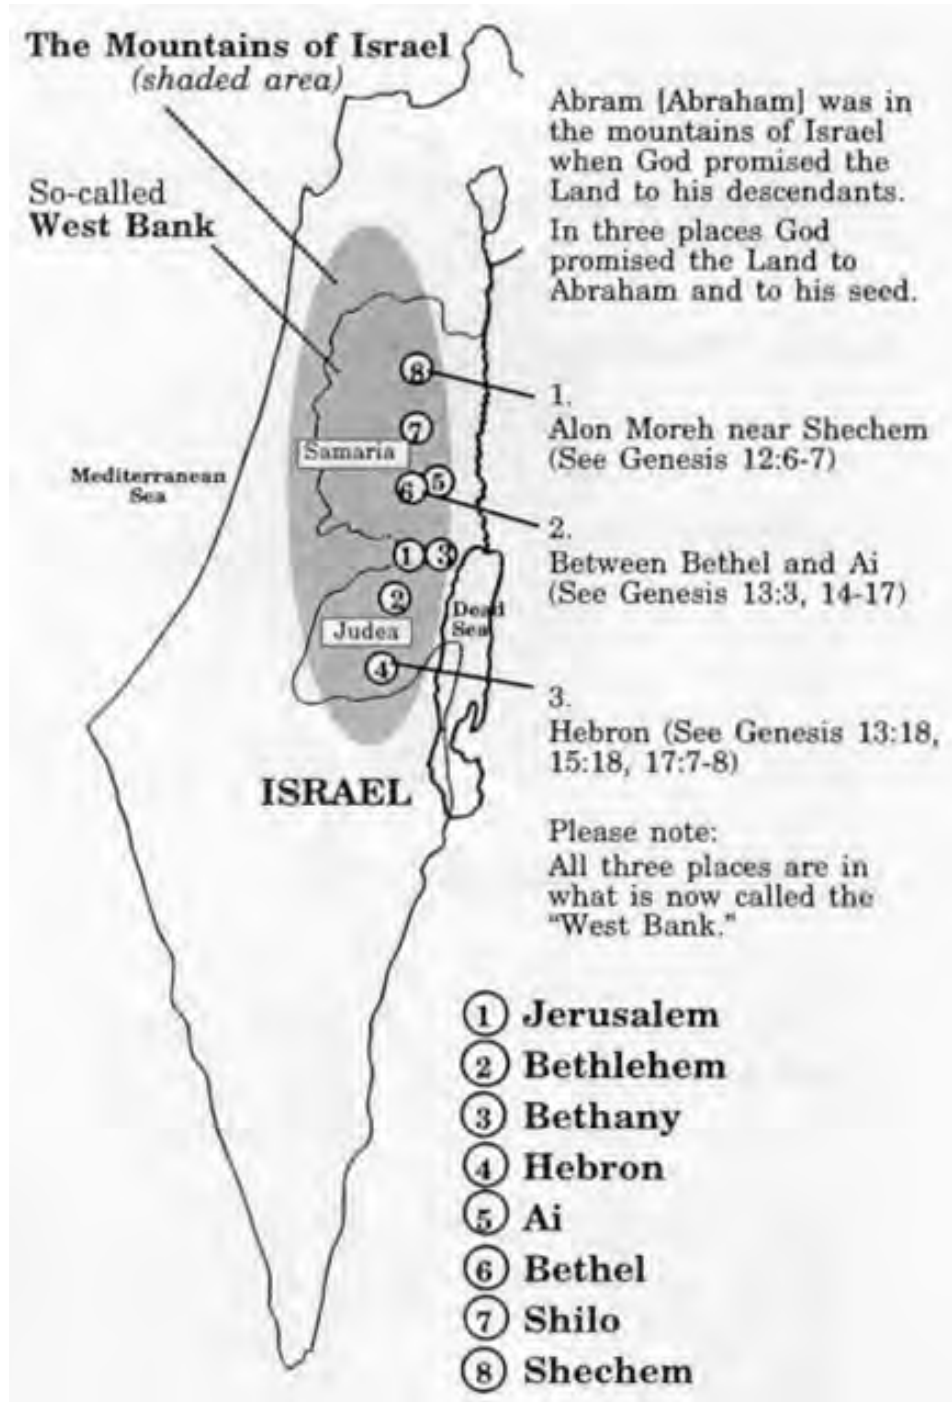 The Mountains of Israel
(shaded area)
So-called
West Bank
Abram [Abraham] was in
the mountains of Israel
when God promised the
Land to his descendants.
In three places God
promised the Land to
Abraham and to his seed.
8
7
Samaria
6
5
Mediterranean
Sea
1
3
2
Dead
Sea
Judea
4
ISRAEL
1.
Alon Moreh near Shechem
(See Genesis 12:6-7)
2.
Between Bethel and Ai
(See Genesis 13:3, 14-17)
3.
Hebron (See Genesis 13:18,
15:18, 17:7-8)
Please note:
All three places are in
what is now called the
"West Bank."
1 Jerusalem
2 Bethlehem
3 Bethany
4 Hebron
5 Ai
6 Bethel
7 Shilo
8 Shechem